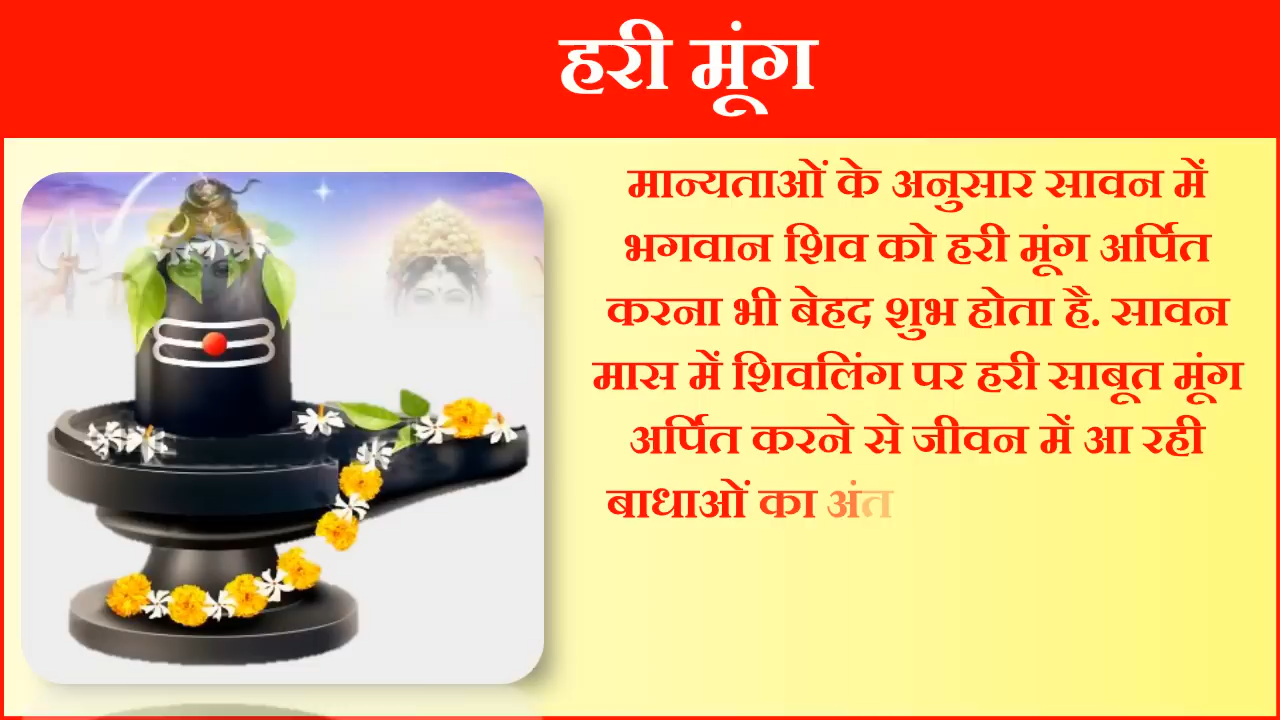 हरी मूंग
मान्यताओं के अनुसार सावन में
भगवान शिव को हरी मूंग अर्पित
करना भी बेहद शुभ होता है. सावन
मास में शिवलिंग पर हरी साबूत मूंग
अर्पित करने से जीवन में आ रही
बाधाओं का अंत